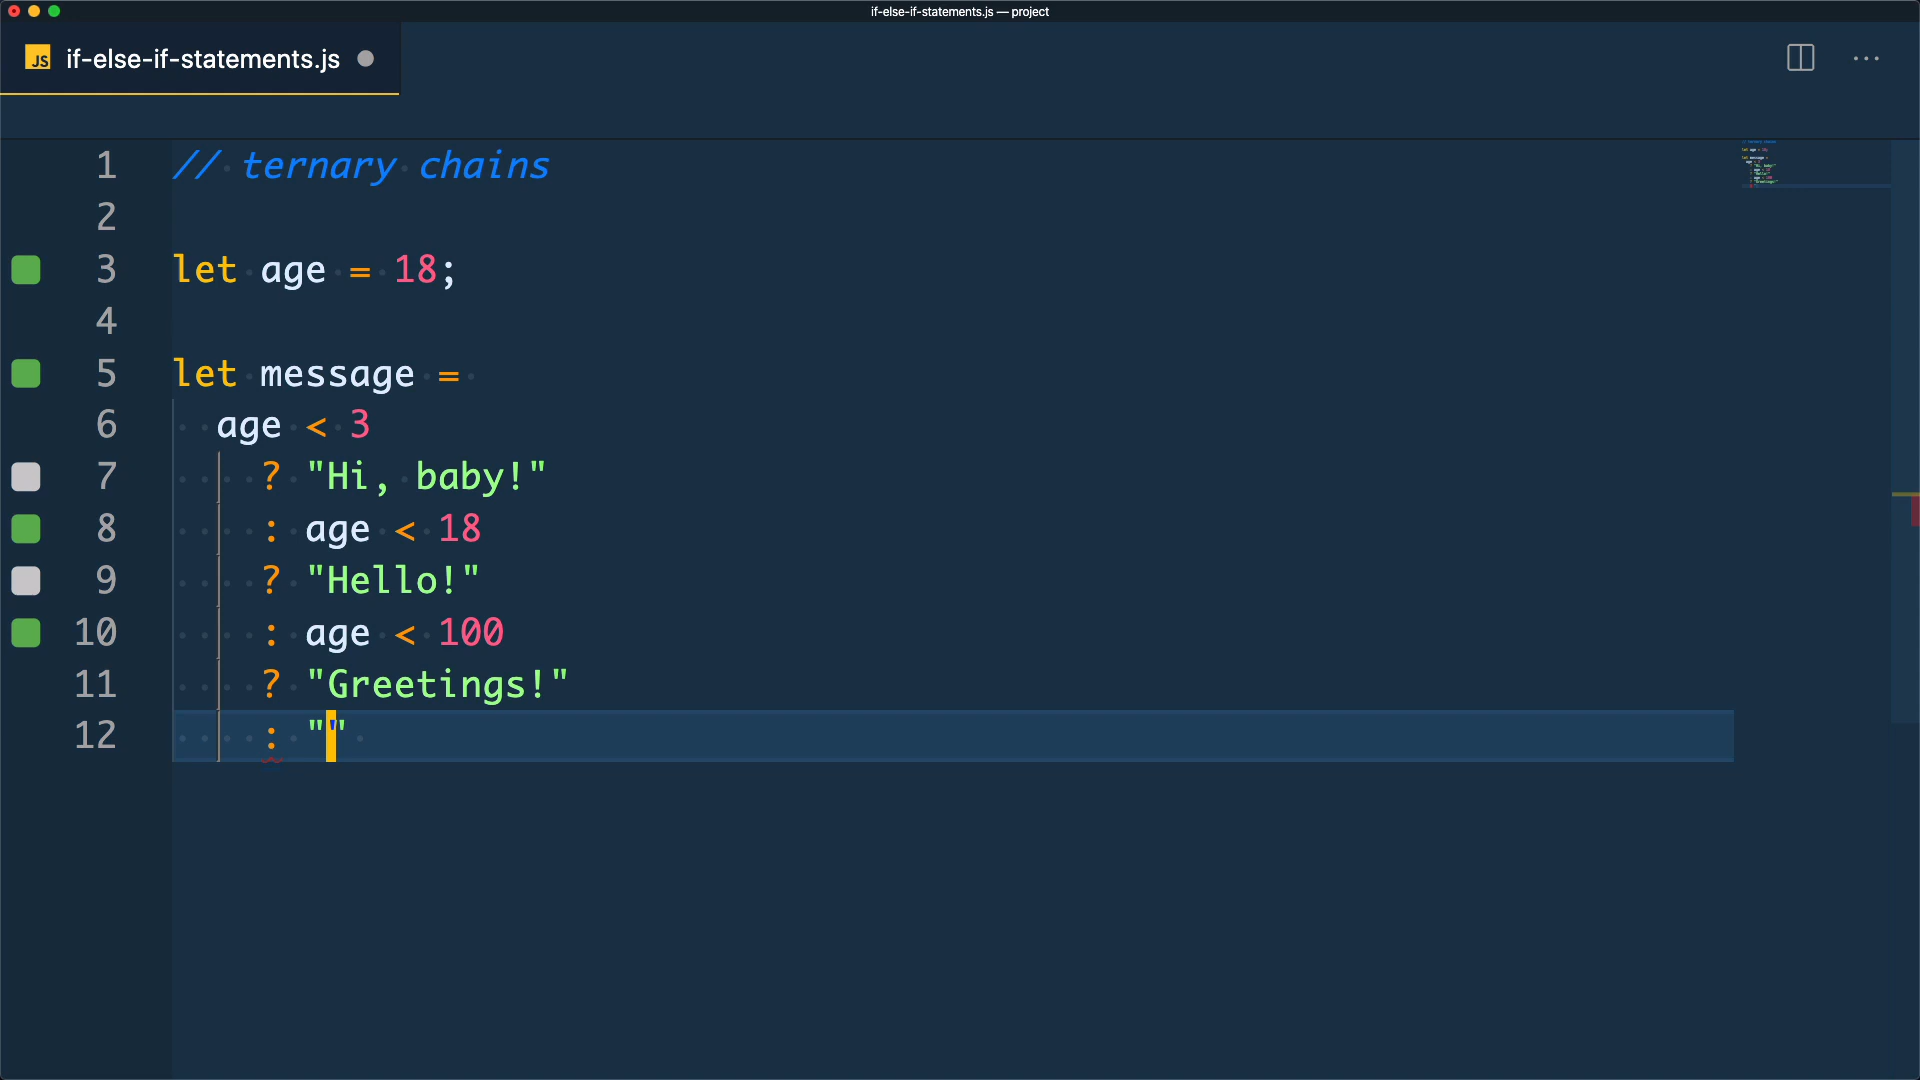 if-else-if-statements.js — project
JS if-else-if-statements.js
1 // ternary chains
2
3 let age = 18;
4
5 let message =
6 age < 3
7 ? "Hi, baby!"
8 : age < 18
9 ? "Hello!"
10 : age < 100
11 ? "Greetings!"
12 : ""